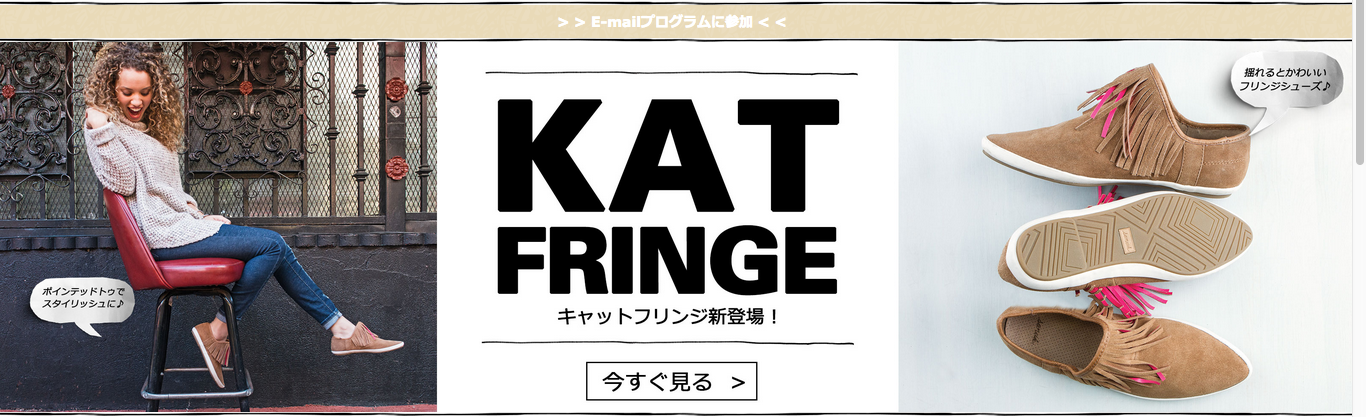 > > E-mailプログラムに参加 < <
KAT
FRINGE
キャットフリンジ新登場！
今すぐ見る >
ポインテッドトゥで
スタイリッシュに♪
揺れるとかわいい
フリンジシューズ♪